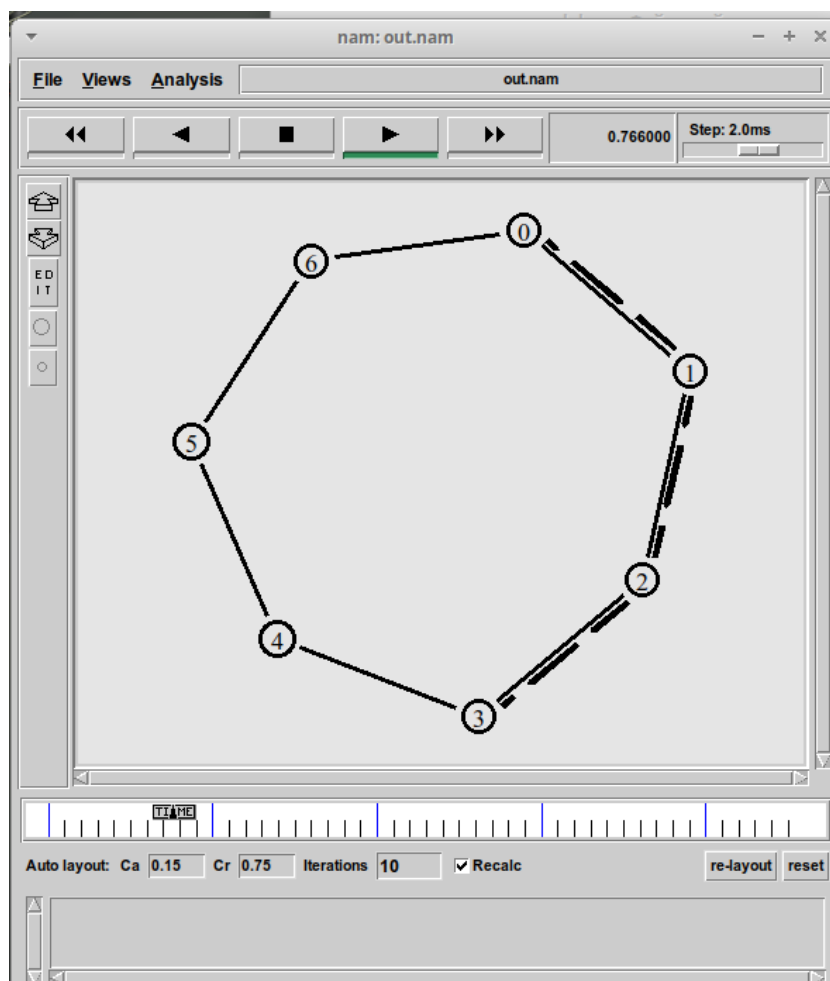 nam: out.nam
File Views Analysis out.nam
0.766000 Step: 2.0ms
ED
IT
0
6
1
5
2
4
3
TIME
Auto layout: Ca 0.15 Cr 0.75 Iterations 10 Recalc re-layout reset